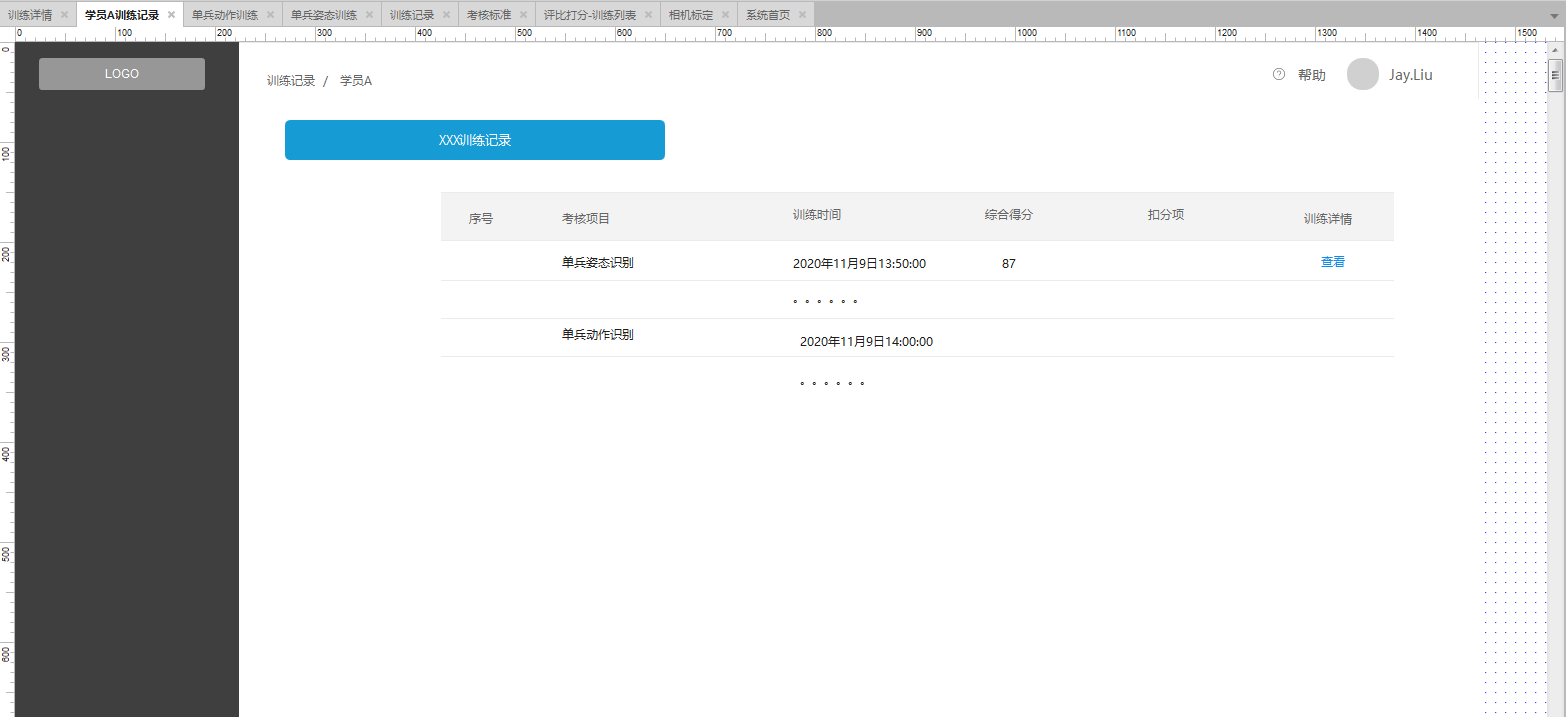 训练详情 学员A训练记录 单兵动作训练 单兵姿态训练 训练记录 考核标准 评比打分-训练列表 相机标定 系统首页
0 100 200 300 400 500 600 700 800 900 1000 1100 1200 1300 1400 1500
0
100
200
300
400
500
600
LOGO
训练记录 / 学员A
? 帮助 Jay.Liu
XXX训练记录
序号 考核项目 训练时间 综合得分 扣分项 训练详情
单兵姿态识别 2020年11月9日13:50:00 87 查看
。。。。。。
单兵动作识别 2020年11月9日14:00:00
。。。。。。